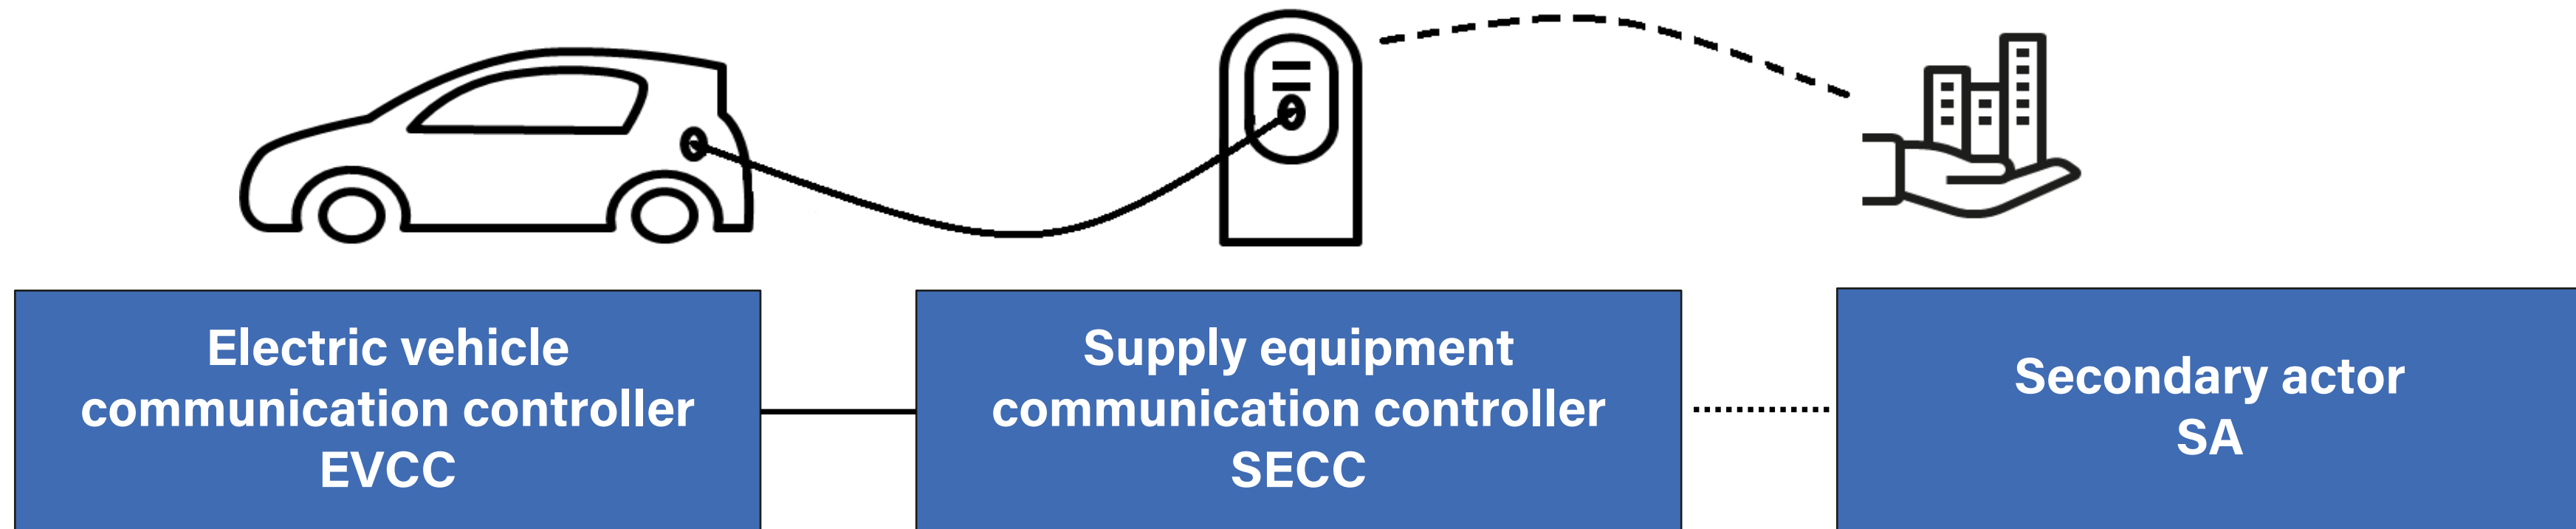 Electric vehicle
communication controller
EVCC
Supply equipment
communication controller
SECC
Secondary actor
SA